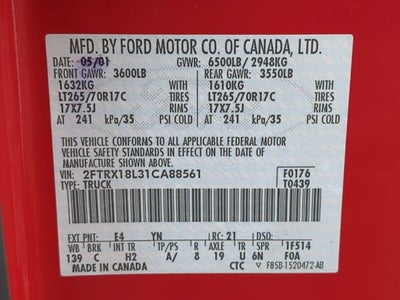 MFD. BY FORD MOTOR CO. OF CANADA, LTD.
DATE: 05/01 GVWR: 6500LB/ 2948KG
FRONT GAWR: 3600LB REAR GAWR: 3550LB
1632KG 1610KG
LT265/70R17C TIRES LT265/70R17C TIRES
17X7.5J RIMS 17X7.5J RIMS
AT 241 kPa/35 PSI COLD AT 241 kPa/35 PSI COLD
THIS VEHICLE CONFORMS TO ALL APPLICABLE FEDERAL MOTOR
VEHICLE SAFETY STANDARDS IN EFFECT ON THE DATE OF
MANUFACTURE SHOWN ABOVE.
VIN: 2FTRX18L31CA88561 F0176
TYPE: TRUCK T0439
EXT PNT: E4 YN RC: 21 DSO:
WB BRK INT TR TP/PS R AXLE TR SPR 1F514
139 C H2 A/ 8 19 U 6N F0A
MADE IN CANADA CTC F85B-1520472-AB